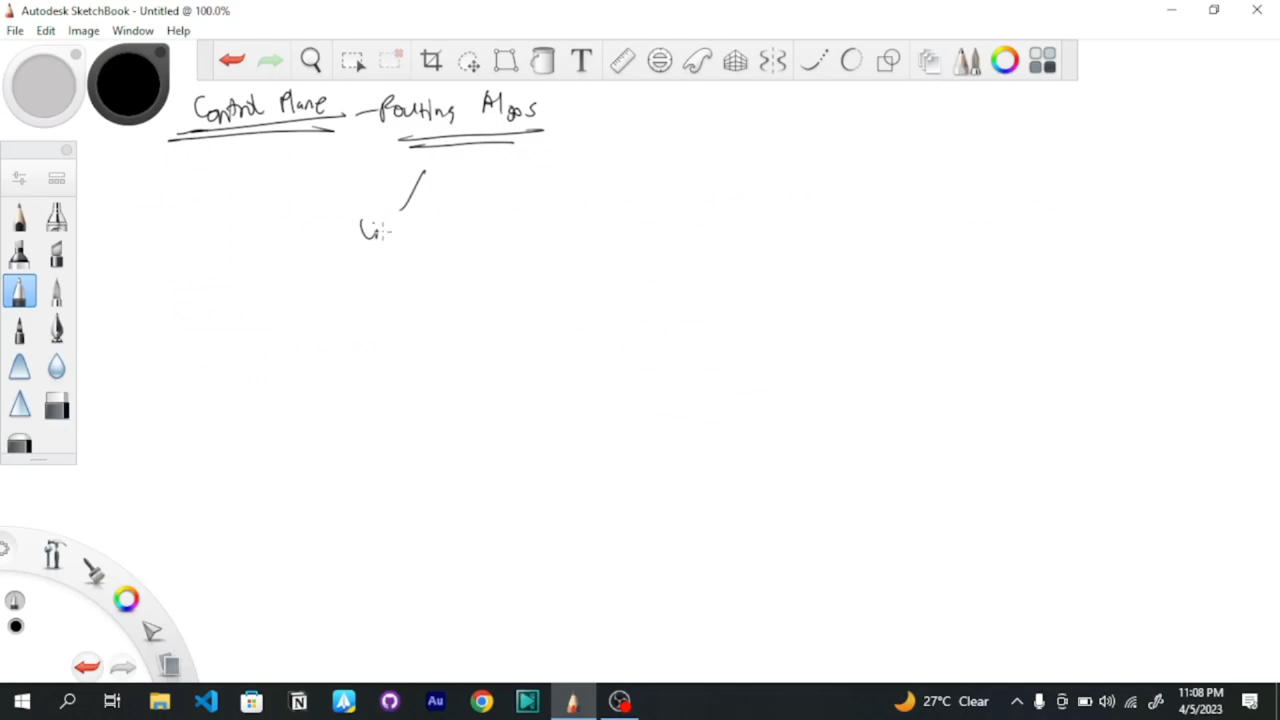 Autodesk SketchBook - Untitled @ 100.0%
File Edit Image Window Help
T
Control Plane - Routing Algos
Au
27°C Clear
11:08 PM
4/5/2023